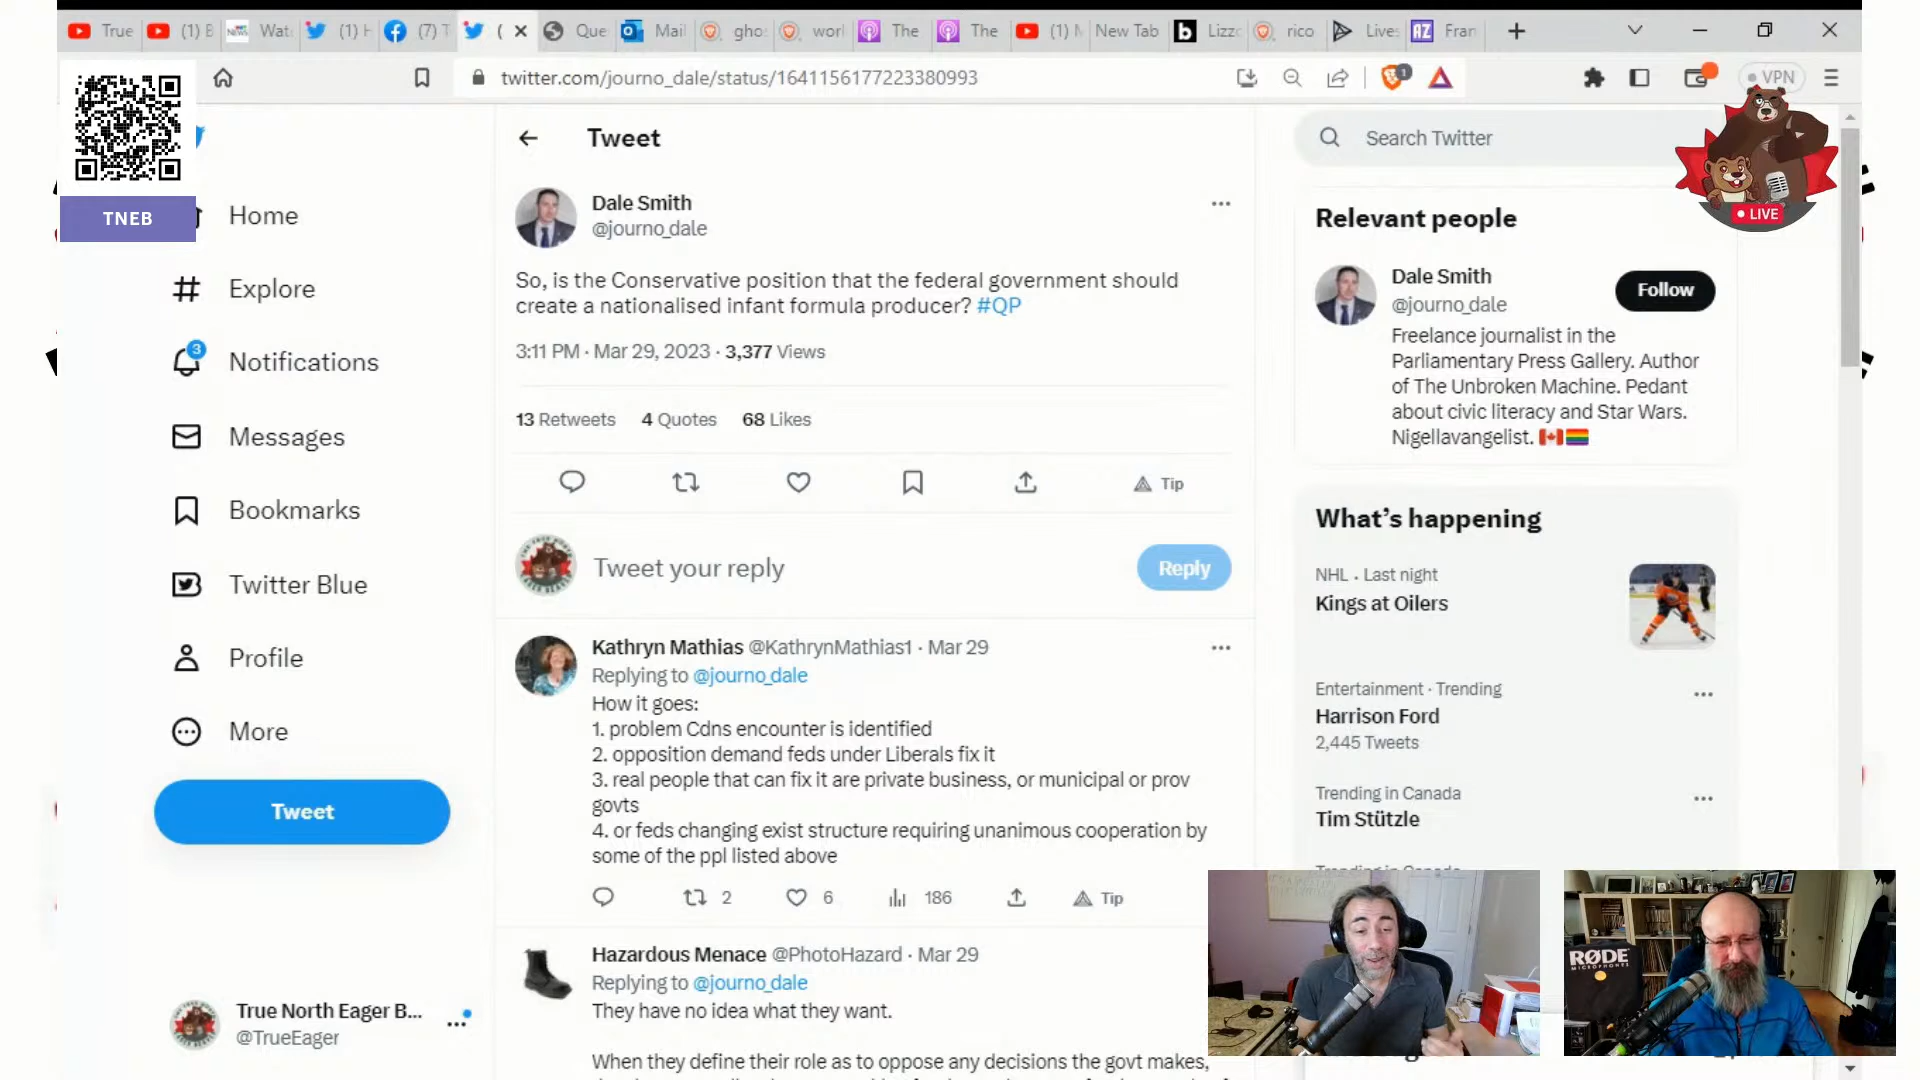 True
(1) E
Wat
(1) H
(7) T
(
Que
Mail
gho
worl
The
The
(1) M
New Tab
Lizz
rico
Live
Fran
twitter.com/journo_dale/status/1641156177223380993
1
VPN
TNEB
LIVE
Home
Explore
3
Notifications
Messages
Bookmarks
Twitter Blue
Profile
More
Tweet
True North Eager B...
@TrueEager
Tweet
Dale Smith
@journo_dale
So, is the Conservative position that the federal government should
create a nationalised infant formula producer? #QP
3:11 PM · Mar 29, 2023 · 3,377 Views
13 Retweets 4 Quotes 68 Likes
Tip
Tweet your reply
Reply
Kathryn Mathias @KathrynMathias1 · Mar 29
Replying to @journo_dale
How it goes:
1. problem Cdns encounter is identified
2. opposition demand feds under Liberals fix it
3. real people that can fix it are private business, or municipal or prov
govts
4. or feds changing exist structure requiring unanimous cooperation by
some of the ppl listed above
2 6 186 Tip
Hazardous Menace @PhotoHazard · Mar 29
Replying to @journo_dale
They have no idea what they want.
When they define their role as to oppose any decisions the govt makes,
Search Twitter
Relevant people
Dale Smith
@journo_dale
Follow
Freelance journalist in the
Parliamentary Press Gallery. Author
of The Unbroken Machine. Pedant
about civic literacy and Star Wars.
Nigellavangelist.
What's happening
NHL · Last night
Kings at Oilers
Entertainment · Trending
Harrison Ford
2,445 Tweets
Trending in Canada
Tim Stützle
Trending in Canada
RØDE
MICROPHONES